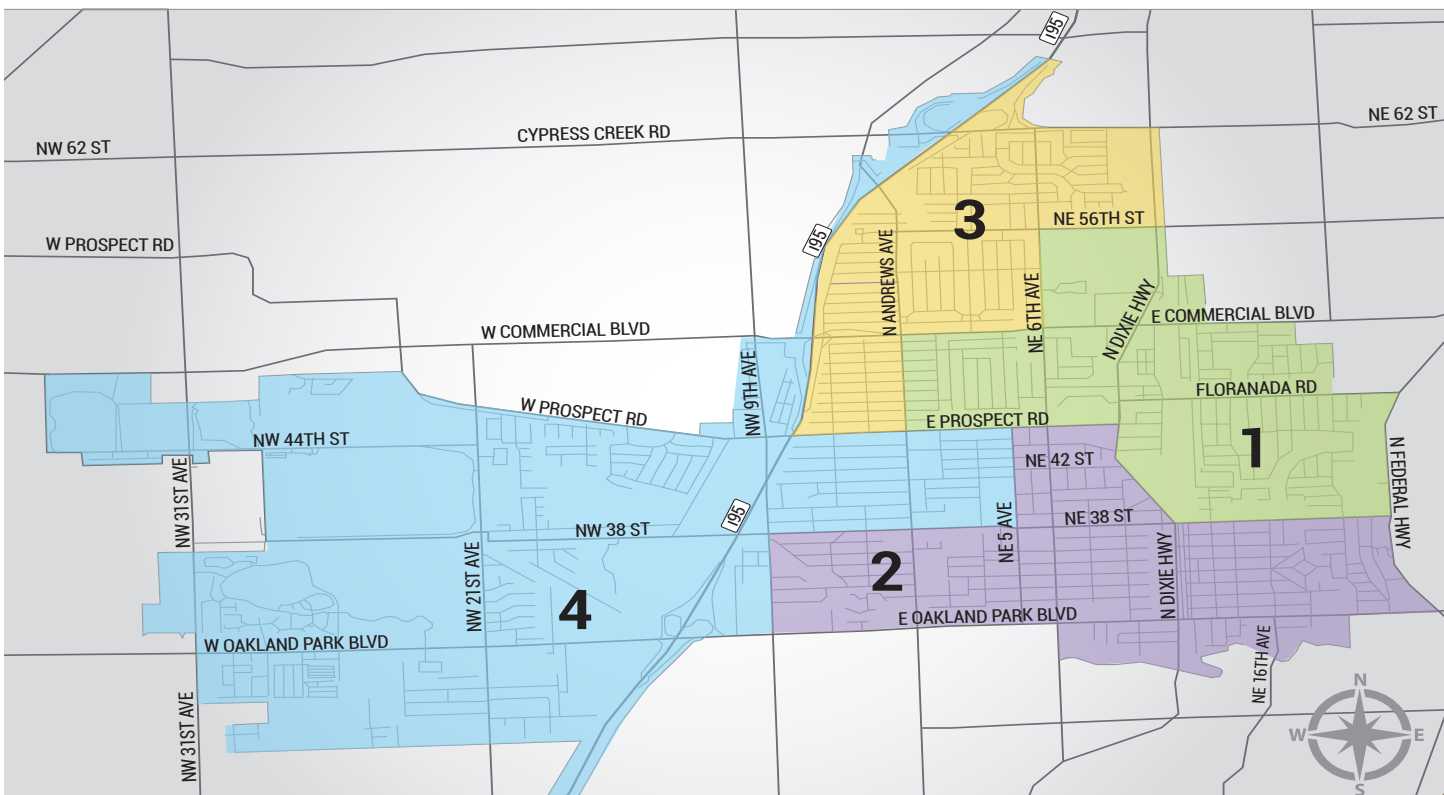 I95
NW 62 ST
CYPRESS CREEK RD
NE 62 ST
3
NE 56TH ST
W PROSPECT RD
I95
N ANDREWS AVE
NE 6TH AVE
N DIXIE HWY
E COMMERCIAL BLVD
W COMMERCIAL BLVD
NW 9TH AVE
FLORANADA RD
W PROSPECT RD
E PROSPECT RD
NW 44TH ST
1
N FEDERAL HWY
NE 42 ST
NW 31ST AVE
I95
NW 38 ST
NE 5 AVE
NE 38 ST
N DIXIE HWY
NW 21ST AVE
2
4
E OAKLAND PARK BLVD
W OAKLAND PARK BLVD
NE 16TH AVE
NW 31ST AVE
N
W
E
S